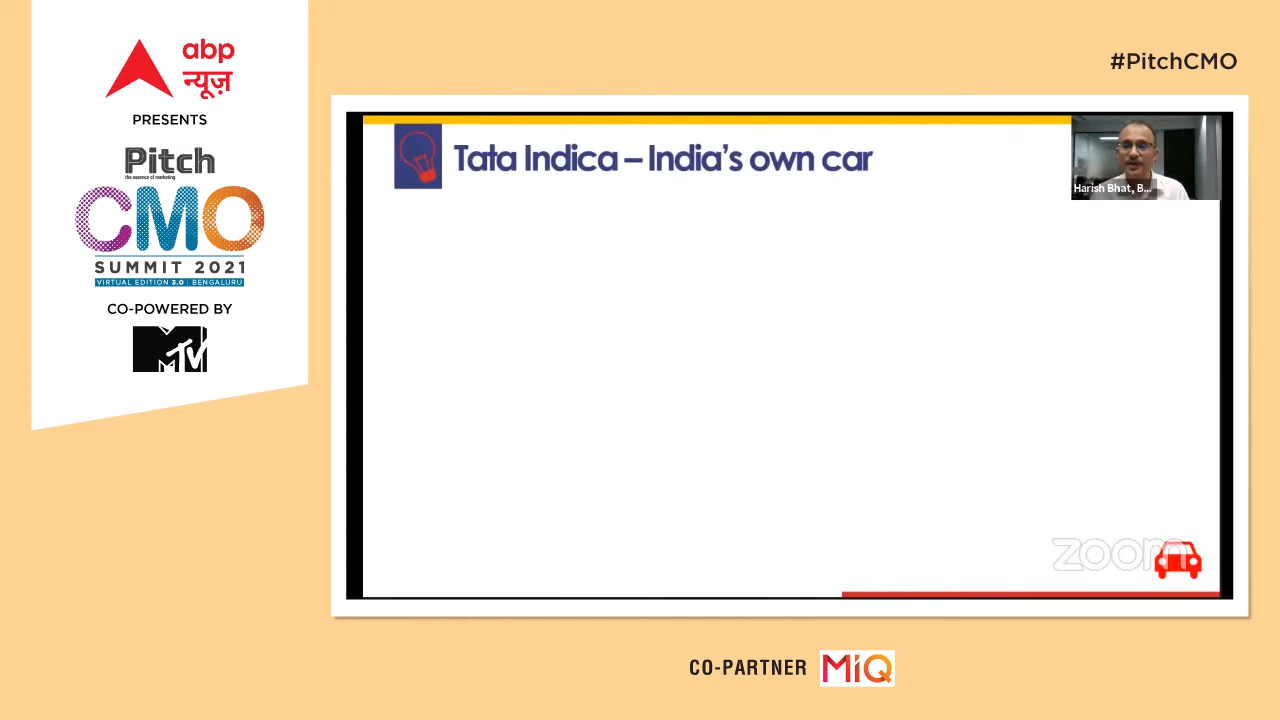 abp
न्यूज़
PRESENTS
Pitch
the essence of marketing
CMO
SUMMIT 2021
VIRTUAL EDITION 3.0 | BENGALURU
CO-POWERED BY
MTV
#PitchCMO
Tata Indica – India's own car
Harish Bhat, B...
zoom
CO-PARTNER MiQ